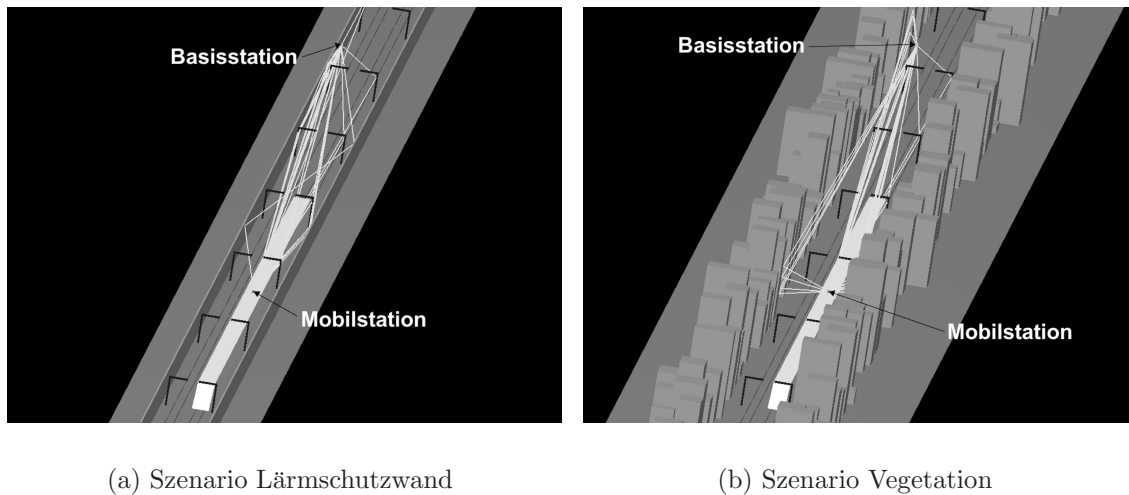 Basisstation
Mobilstation
Basisstation
Mobilstation
(a) Szenario Lärmschutzwand
(b) Szenario Vegetation